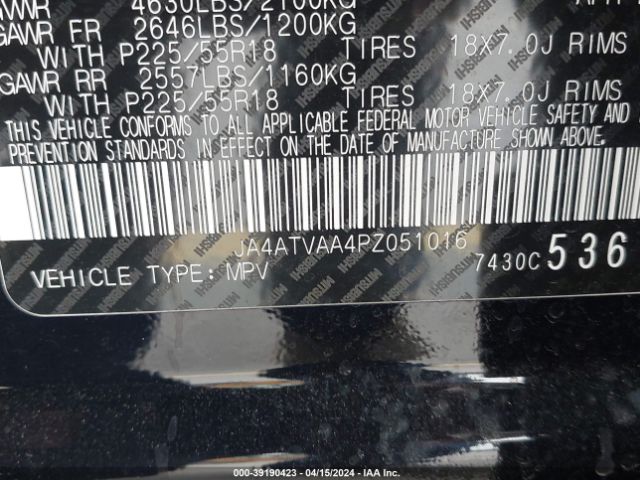 GVWR 4630LBS/2100KG
GAWR FR 2646LBS/1200KG
WITH P225/55R18 TIRES 18X7.0J RIMS
GAWR RR 2557LBS/1160KG
WITH P225/55R18 TIRES 18X7.0J RIMS
THIS VEHICLE CONFORMS TO ALL APPLICABLE FEDERAL MOTOR VEHICLE SAFETY AND
PREVENTION STANDARDS IN EFFECT ON THE DATE OF MANUFACTURE SHOWN ABOVE.
JA4ATVAA4PZ051016
VEHICLE TYPE: MPV 7430C 536
000-39190423 - 04/15/2024 - IAA Inc.